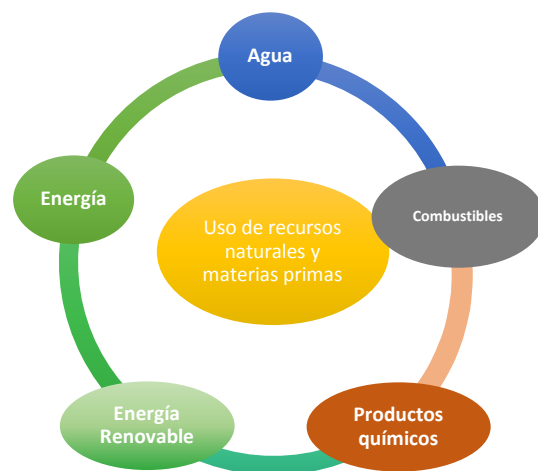 Agua
Energía
Combustibles
Uso de recursos
naturales y
materias primas
Energía
Renovable
Productos
químicos